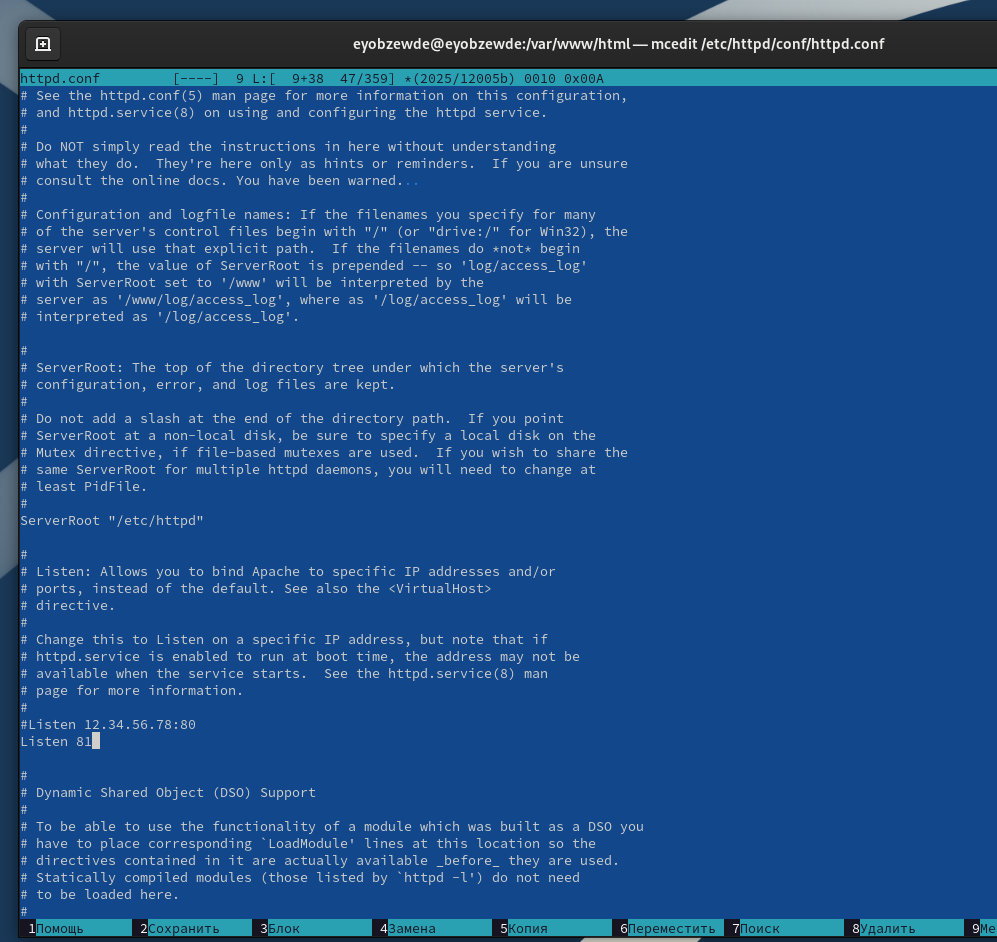 eyobzewde@eyobzewde:/var/www/html — mcedit /etc/httpd/conf/httpd.conf
httpd.conf         [----]  9 L:[  9+38  47/359] *(2025/12005b) 0010 0x00A
# See the httpd.conf(5) man page for more information on this configuration,
# and httpd.service(8) on using and configuring the httpd service.
#
# Do NOT simply read the instructions in here without understanding
# what they do.  They're here only as hints or reminders.  If you are unsure
# consult the online docs. You have been warned...
#
# Configuration and logfile names: If the filenames you specify for many
# of the server's control files begin with "/" (or "drive:/" for Win32), the
# server will use that explicit path.  If the filenames do *not* begin
# with "/", the value of ServerRoot is prepended -- so 'log/access_log'
# with ServerRoot set to '/www' will be interpreted by the
# server as '/www/log/access_log', where as '/log/access_log' will be
# interpreted as '/log/access_log'.
#
# ServerRoot: The top of the directory tree under which the server's
# configuration, error, and log files are kept.
#
# Do not add a slash at the end of the directory path.  If you point
# ServerRoot at a non-local disk, be sure to specify a local disk on the
# Mutex directive, if file-based mutexes are used.  If you wish to share the
# same ServerRoot for multiple httpd daemons, you will need to change at
# least PidFile.
#
ServerRoot "/etc/httpd"
#
# Listen: Allows you to bind Apache to specific IP addresses and/or
# ports, instead of the default. See also the <VirtualHost>
# directive.
#
# Change this to Listen on a specific IP address, but note that if
# httpd.service is enabled to run at boot time, the address may not be
# available when the service starts.  See the httpd.service(8) man
# page for more information.
#
#Listen 12.34.56.78:80
Listen 81
#
# Dynamic Shared Object (DSO) Support
#
# To be able to use the functionality of a module which was built as a DSO you
# have to place corresponding `LoadModule' lines at this location so the
# directives contained in it are actually available _before_ they are used.
# Statically compiled modules (those listed by `httpd -l') do not need
# to be loaded here.
#
1Помощь 2Сохранить 3Блок 4Замена 5Копия 6Переместить 7Поиск 8Удалить 9Ме